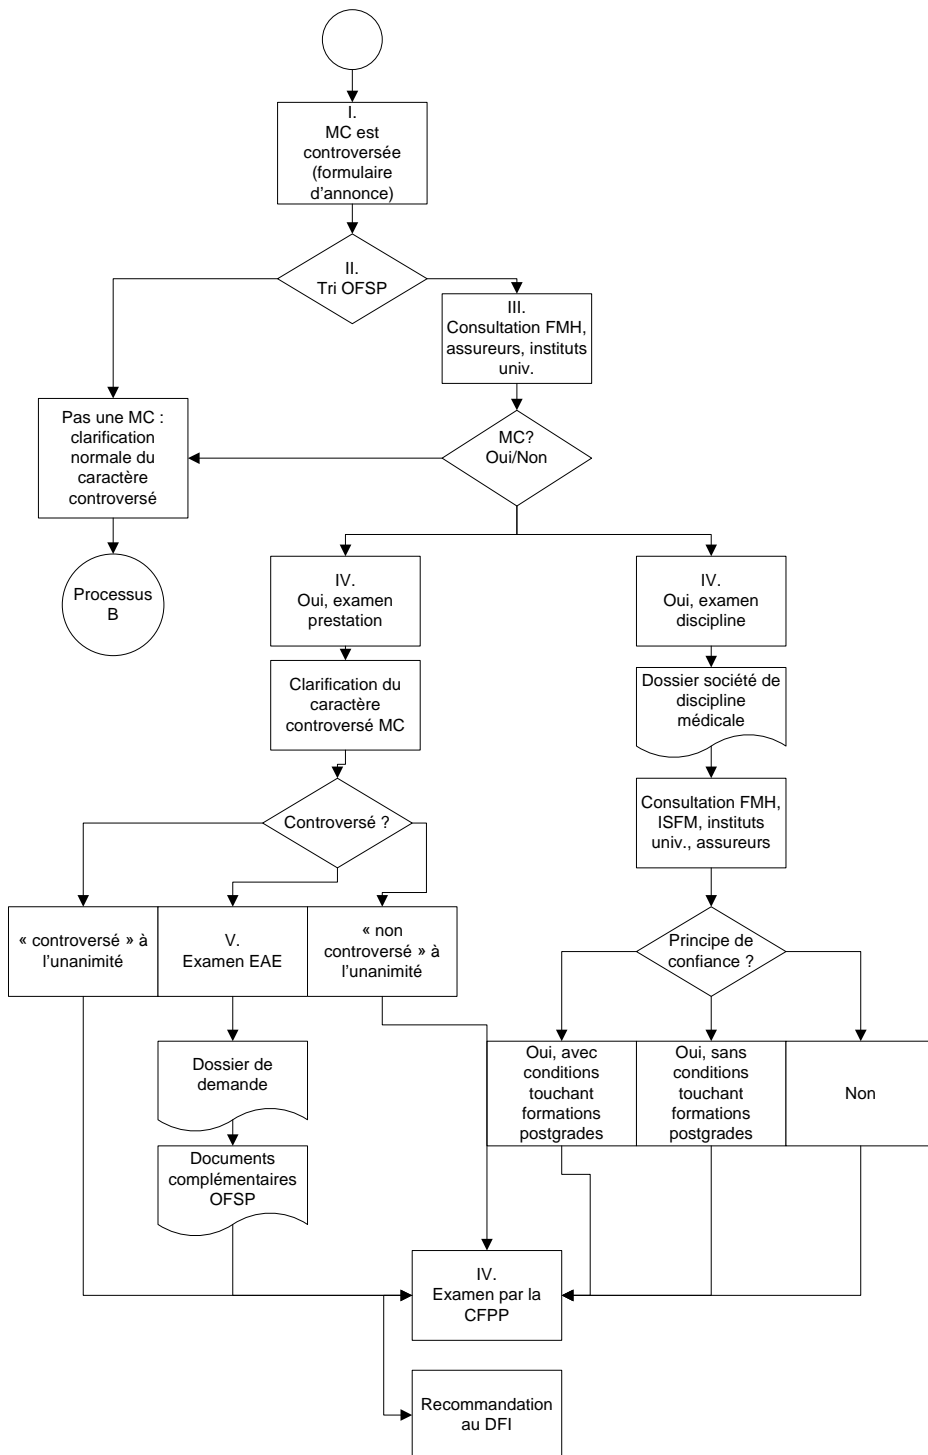 I.
MC est
controversée
(formulaire
d'annonce)
II.
Tri OFSP
III.
Consultation FMH,
assureurs, instituts
univ.
Pas une MC :
clarification
normale du
caractère
controversé
MC?
Oui/Non
Processus
B
IV.
Oui, examen
prestation
IV.
Oui, examen
discipline
Clarification du
caractère
controversé MC
Dossier société de
discipline
médicale
Controversé ?
Consultation FMH,
ISFM, instituts
univ., assureurs
« controversé » à
l'unanimité
V.
Examen EAE
« non
controversé » à
l'unanimité
Principe de
confiance ?
Dossier de
demande
Oui, avec
conditions
touchant
formations
postgrades
Oui, sans
conditions
touchant
formations
postgrades
Non
Documents
complémentaires
OFSP
IV.
Examen par la
CFPP
Recommandation
au DFI